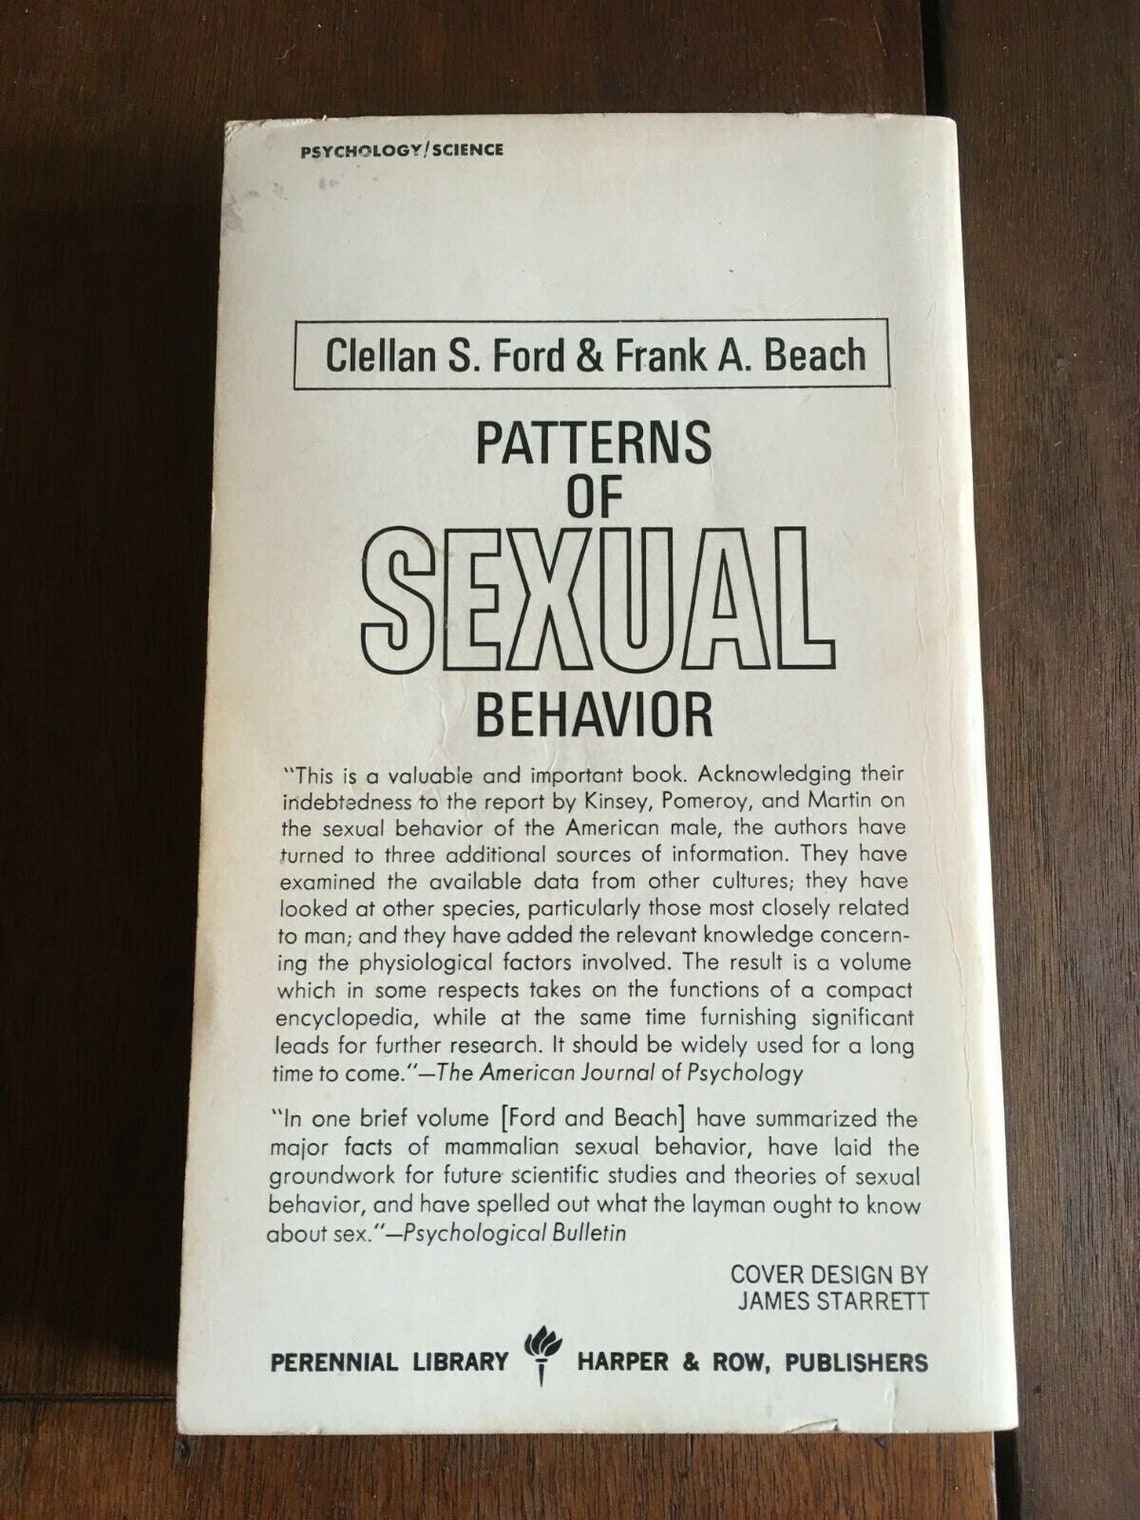 PSYCHOLOGY/SCIENCE
Clellan S. Ford & Frank A. Beach
PATTERNS
OF
SEXUAL
BEHAVIOR
"This is a valuable and important book. Acknowledging their
indebtedness to the report by Kinsey, Pomeroy, and Martin on
the sexual behavior of the American male, the authors have
turned to three additional sources of information. They have
examined the available data from other cultures; they have
looked at other species, particularly those most closely related
to man; and they have added the relevant knowledge concern-
ing the physiological factors involved. The result is a volume
which in some respects takes on the functions of a compact
encyclopedia, while at the same time furnishing significant
leads for further research. It should be widely used for a long
time to come."—The American Journal of Psychology
"In one brief volume [Ford and Beach] have summarized the
major facts of mammalian sexual behavior, have laid the
groundwork for future scientific studies and theories of sexual
behavior, and have spelled out what the layman ought to know
about sex."—Psychological Bulletin
COVER DESIGN BY
JAMES STARRETT
PERENNIAL LIBRARY HARPER & ROW, PUBLISHERS